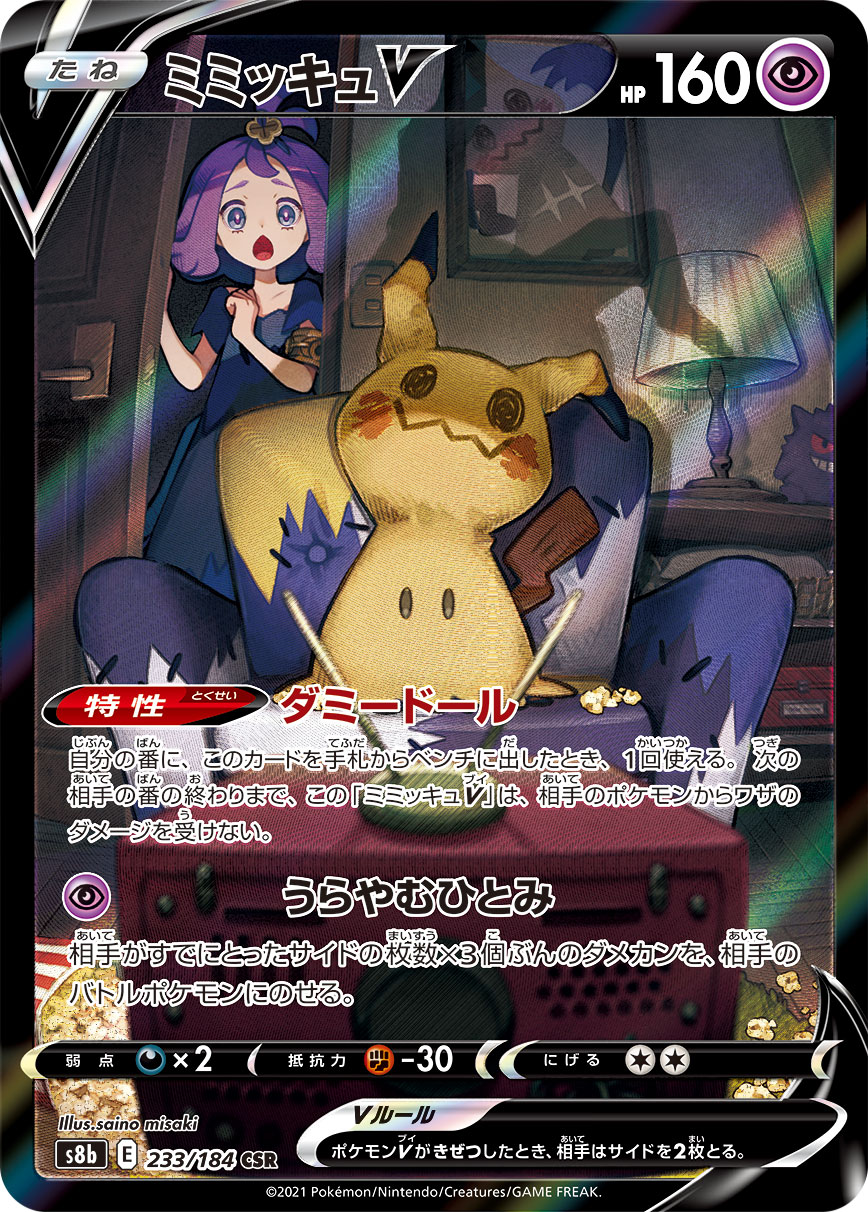 たね ミミッキュV HP 160
特性 とくせい ダミードール
自分の番に、このカードを手札からベンチに出したとき、1回使える。次の
相手の番の終わりまで、この「ミミッキュV」は、相手のポケモンからワザの
ダメージを受けない。
うらやむひとみ
相手がすでにとったサイドの枚数×3個ぶんのダメカンを、相手の
バトルポケモンにのせる。
弱点 ×2 抵抗力 -30 にげる
Illus.saino misaki
Vルール
ポケモンVがきぜつしたとき、相手はサイドを2枚とる。
s8b E 233/184 CSR
©2021 Pokémon/Nintendo/Creatures/GAME FREAK.